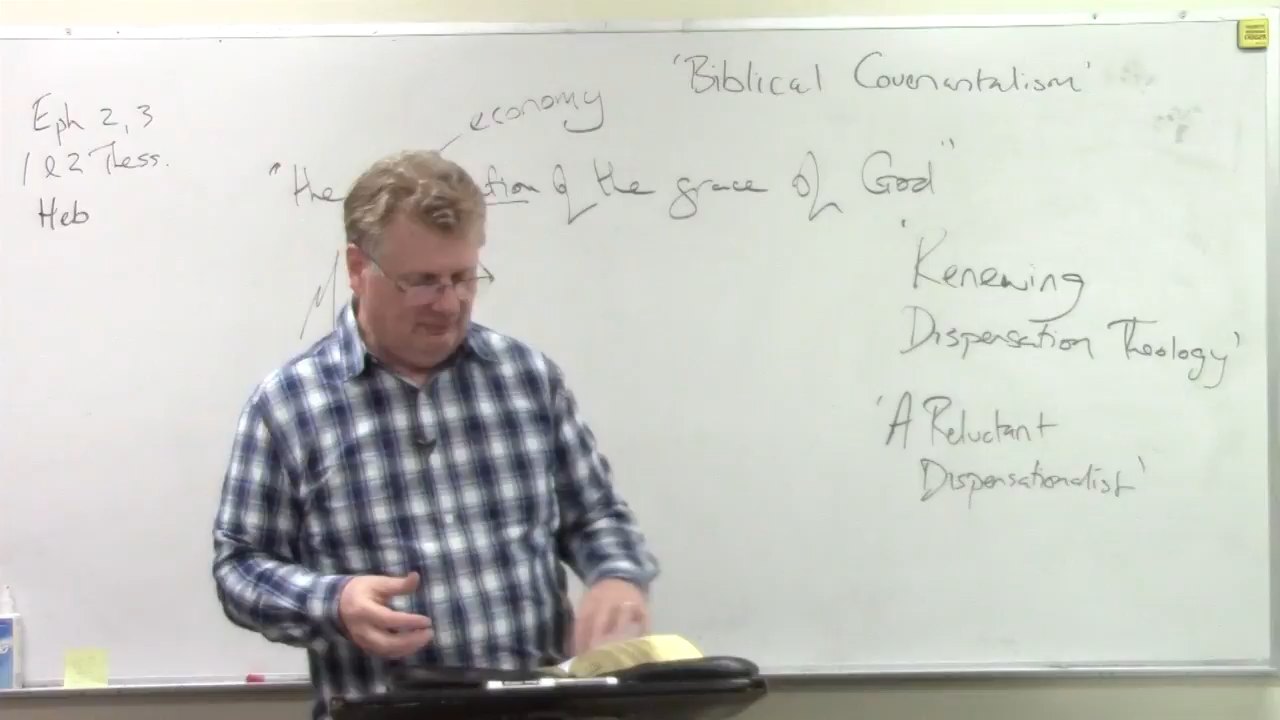 'Biblical Covenantalism'
economy
Eph 2, 3
1 & 2 Thess.
Heb
"the tion of the grace of God"
'Renewing
Dispensation Theology'
'A Reluctant
Dispensationalist'